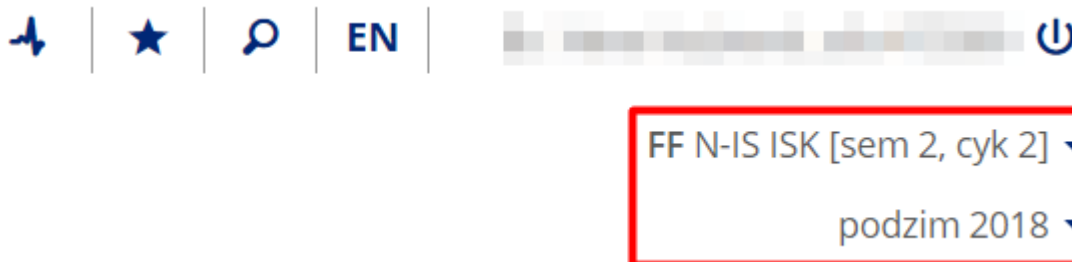 EN
FF N-IS ISK [sem 2, cyk 2]
podzim 2018